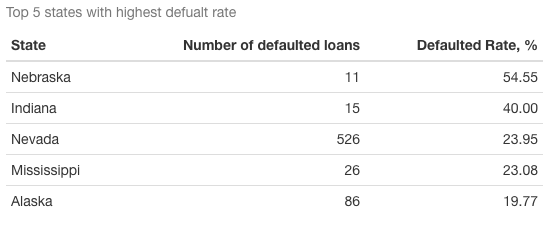 Top 5 states with highest defualt rate
State Number of defaulted loans Defaulted Rate, %
Nebraska 11 54.55
Indiana 15 40.00
Nevada 526 23.95
Mississippi 26 23.08
Alaska 86 19.77